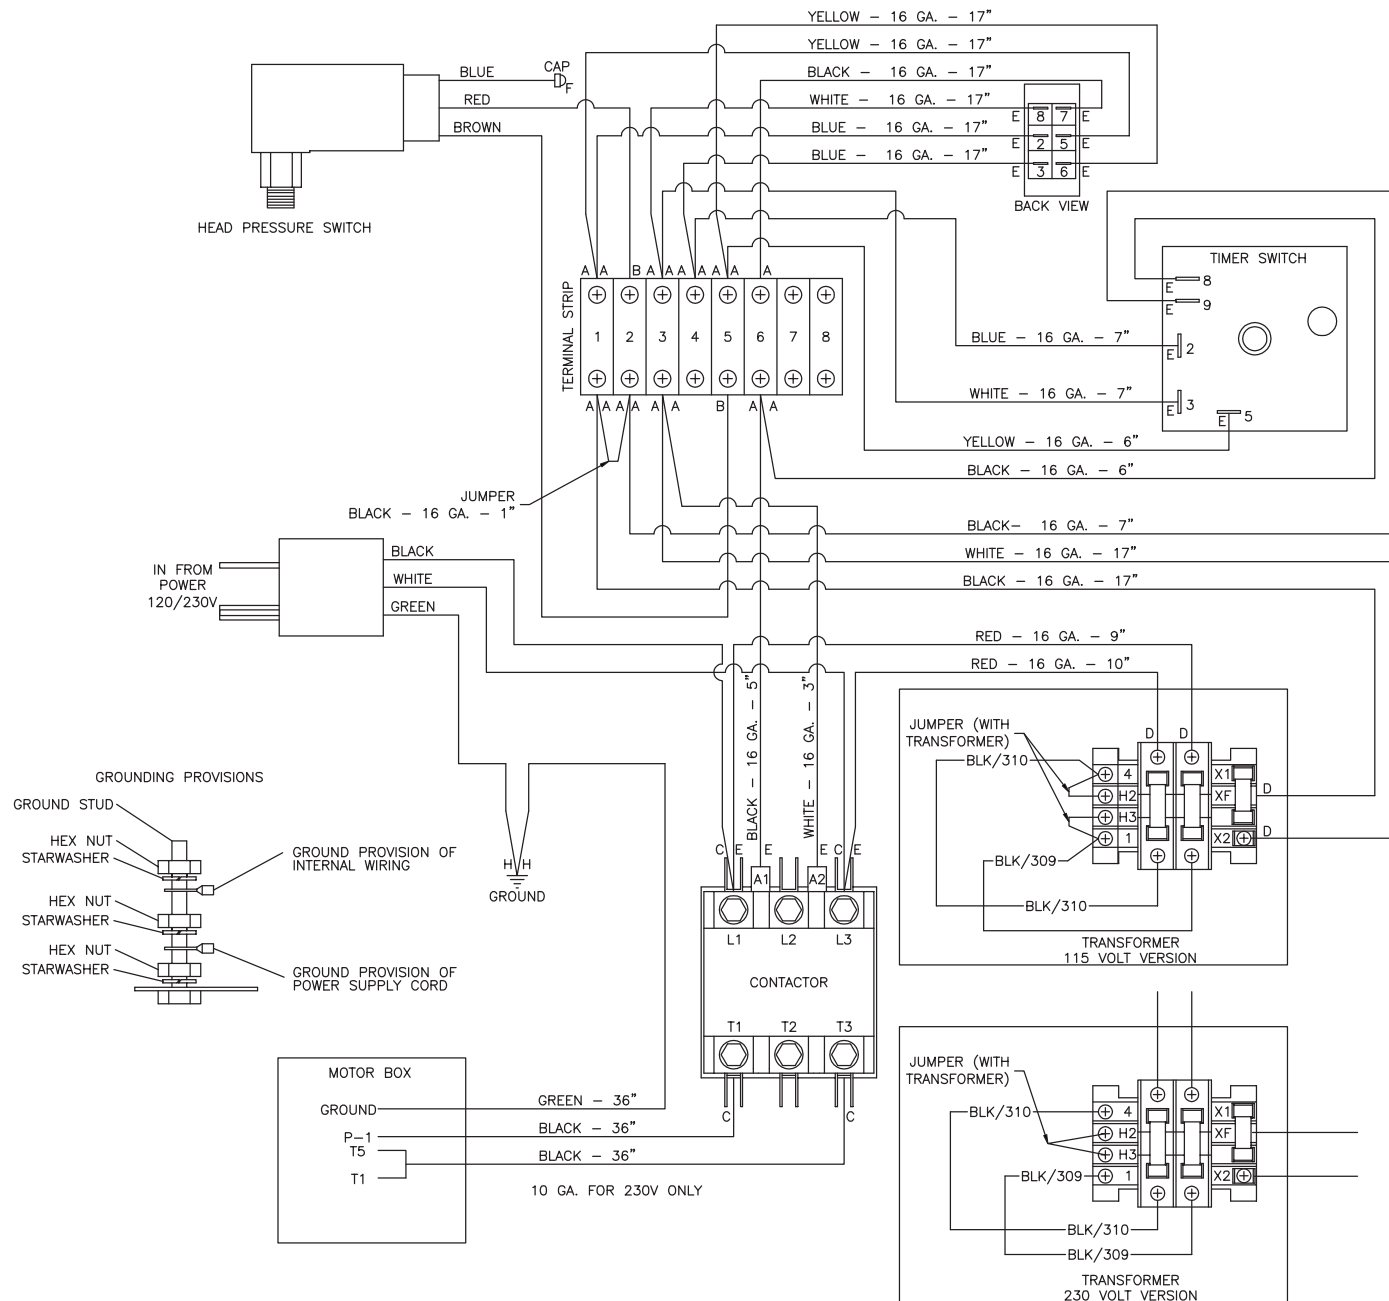 YELLOW – 16 GA. – 17"
YELLOW – 16 GA. – 17"
BLACK – 16 GA. – 17"
WHITE – 16 GA. – 17"
BLUE – 16 GA. – 17"
BLUE – 16 GA. – 17"
BLUE
CAP
F
RED
BROWN
HEAD PRESSURE SWITCH
E 8 7 E
E 2 5 E
E 3 6 E
BACK VIEW
TIMER SWITCH
8
E
9
E
2
E
3
E
5
E
A A B A A A A A A A
TERMINAL STRIP
1 2 3 4 5 6 7 8
A A A A A A B A A
BLUE – 16 GA. – 7"
WHITE – 16 GA. – 7"
YELLOW – 16 GA. – 6"
BLACK – 16 GA. – 6"
JUMPER
BLACK – 16 GA. – 1"
BLACK– 16 GA. – 7"
WHITE – 16 GA. – 17"
BLACK – 16 GA. – 17"
IN FROM
POWER
120/230V
BLACK
WHITE
GREEN
RED – 16 GA. – 9"
RED – 16 GA. – 10"
BLACK – 16 GA. – 5"
WHITE – 16 GA. – 3"
JUMPER (WITH
TRANSFORMER)
BLK/310
D D
4 X1
D
H2 XF
H3
1 X2 D
BLK/309
BLK/310
TRANSFORMER
115 VOLT VERSION
GROUNDING PROVISIONS
GROUND STUD
HEX NUT
STARWASHER
GROUND PROVISION OF
INTERNAL WIRING
HEX NUT
STARWASHER
HEX NUT
STARWASHER
GROUND PROVISION OF
POWER SUPPLY CORD
H H
GROUND
C E E E C E
A1 A2
L1 L2 L3
CONTACTOR
T1 T2 T3
C C
MOTOR BOX
GROUND
P–1
T5
T1
GREEN – 36"
BLACK – 36"
BLACK – 36"
10 GA. FOR 230V ONLY
JUMPER (WITH
TRANSFORMER)
BLK/310
4 X1
H2 XF
H3
BLK/309
1 X2
BLK/310
BLK/309
TRANSFORMER
230 VOLT VERSION